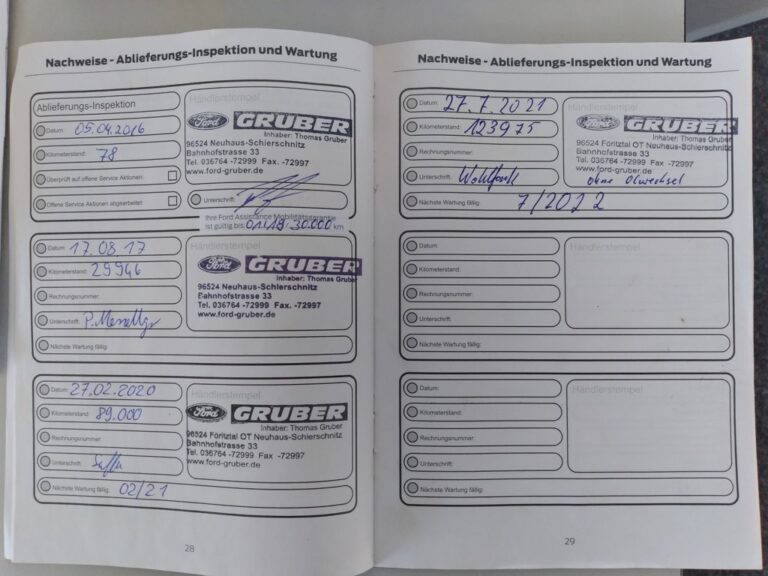 Nachweise - Ablieferungs-Inspektion und Wartung
Ablieferungs-Inspektion
Datum: 05.04.2016
Kilometerstand: 78
Überprüft auf offene Service Aktionen:
Offene Service Aktionen abgearbeitet:
Händlerstempel
Ford GRUBER
Inhaber: Thomas Gruber
96524 Neuhaus-Schierschnitz
Bahnhofstrasse 33
Tel. 036764 -72999 Fax. -72997
www.ford-gruber.de
Unterschrift:
Ihre Ford Assistance Mobilitätsgarantie
ist gültig bis: 30.000 km
Datum: 17.08.17
Kilometerstand: 29946
Rechnungsnummer:
Unterschrift:
Nächste Wartung fällig:
Ford GRUBER
Inhaber: Thomas Gruber
96524 Neuhaus-Schierschnitz
Bahnhofstrasse 33
Tel. 036764 -72999 Fax. -72997
www.ford-gruber.de
Datum: 27.02.2020
Kilometerstand: 89.000
Rechnungsnummer:
Unterschrift:
Nächste Wartung fällig: 02/21
Händlerstempel
Ford GRUBER
Inhaber: Thomas Gruber
96524 Föritztal OT Neuhaus-Schierschnitz
Bahnhofstrasse 33
Tel. 036764 -72999 Fax. -72997
www.ford-gruber.de
28
Nachweise - Ablieferungs-Inspektion und Wartung
Datum: 27.7.2021
Kilometerstand: 123975
Rechnungsnummer:
Unterschrift:
Nächste Wartung fällig: 7/2022
Händlerstempel
Ford GRUBER
Inhaber: Thomas Gruber
96524 Föritztal OT Neuhaus-Schierschnitz
Bahnhofstrasse 33
Tel. 036764 -72999 Fax. -72997
www.ford-gruber.de
ohne Ölwechsel
Datum:
Kilometerstand:
Rechnungsnummer:
Unterschrift:
Nächste Wartung fällig:
Händlerstempel
Datum:
Kilometerstand:
Rechnungsnummer:
Unterschrift:
Nächste Wartung fällig:
Händlerstempel
29